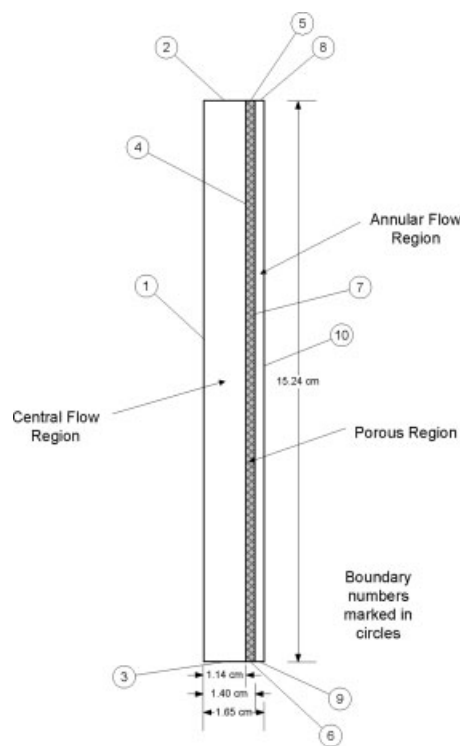 5
2
8
4
Annular Flow
Region
1
7
10
15.24 cm
Central Flow
Region
Porous Region
Boundary
numbers
marked in
circles
3
1.14 cm
9
1.40 cm
1.65 cm
6